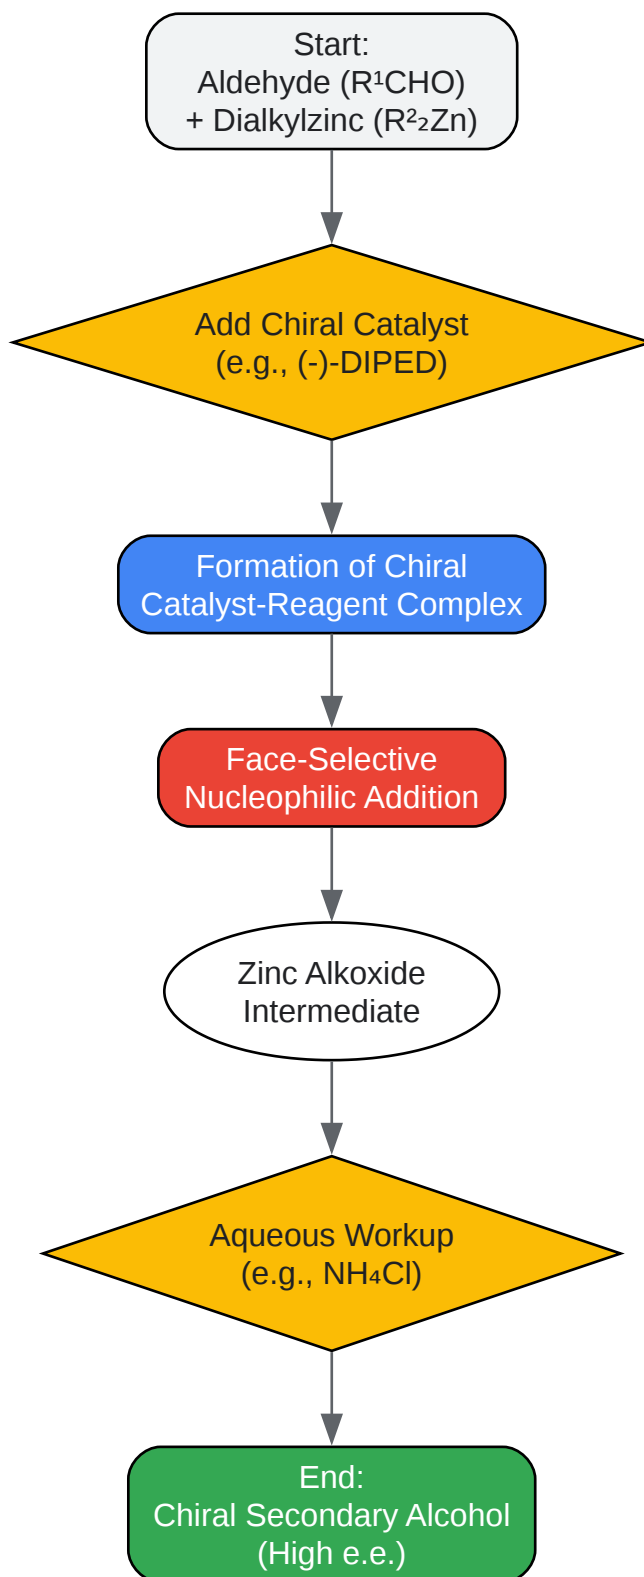 Start:
Aldehyde (R¹CHO)
+ Dialkylzinc (R²₂Zn)
Add Chiral Catalyst
(e.g., (-)-DIPED)
Formation of Chiral
Catalyst-Reagent Complex
Face-Selective
Nucleophilic Addition
Zinc Alkoxide
Intermediate
Aqueous Workup
(e.g., NH₄Cl)
End:
Chiral Secondary Alcohol
(High e.e.)